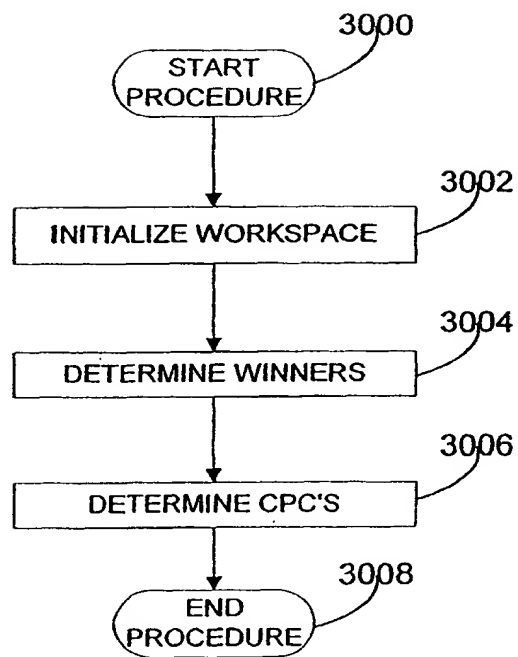 3000
START
PROCEDURE
3002
INITIALIZE WORKSPACE
3004
DETERMINE WINNERS
3006
DETERMINE CPC'S
3008
END
PROCEDURE